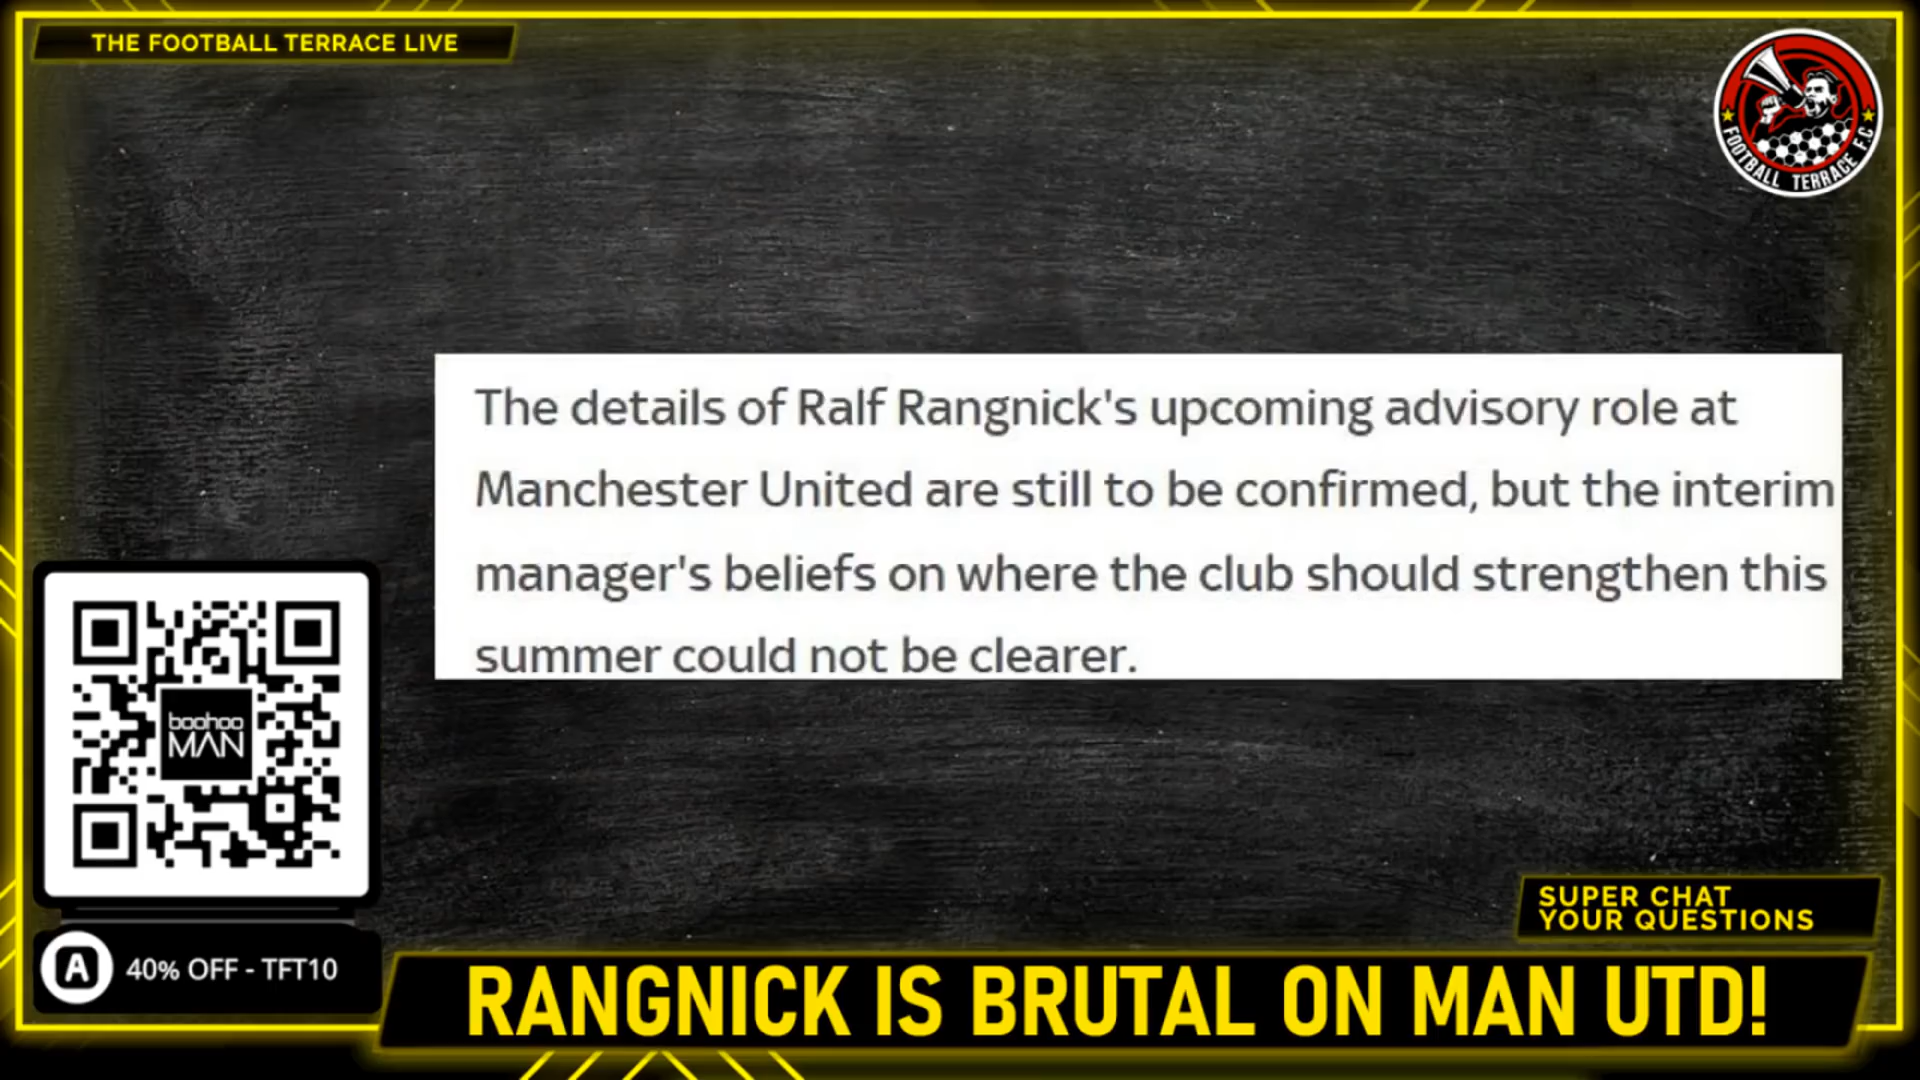 THE FOOTBALL TERRACE LIVE
FOOTBALL TERRACE F.C
The details of Ralf Rangnick's upcoming advisory role at
Manchester United are still to be confirmed, but the interim
manager's beliefs on where the club should strengthen this
summer could not be clearer.
boohoo
MAN
SUPER CHAT
YOUR QUESTIONS
A 40% OFF - TFT10
RANGNICK IS BRUTAL ON MAN UTD!